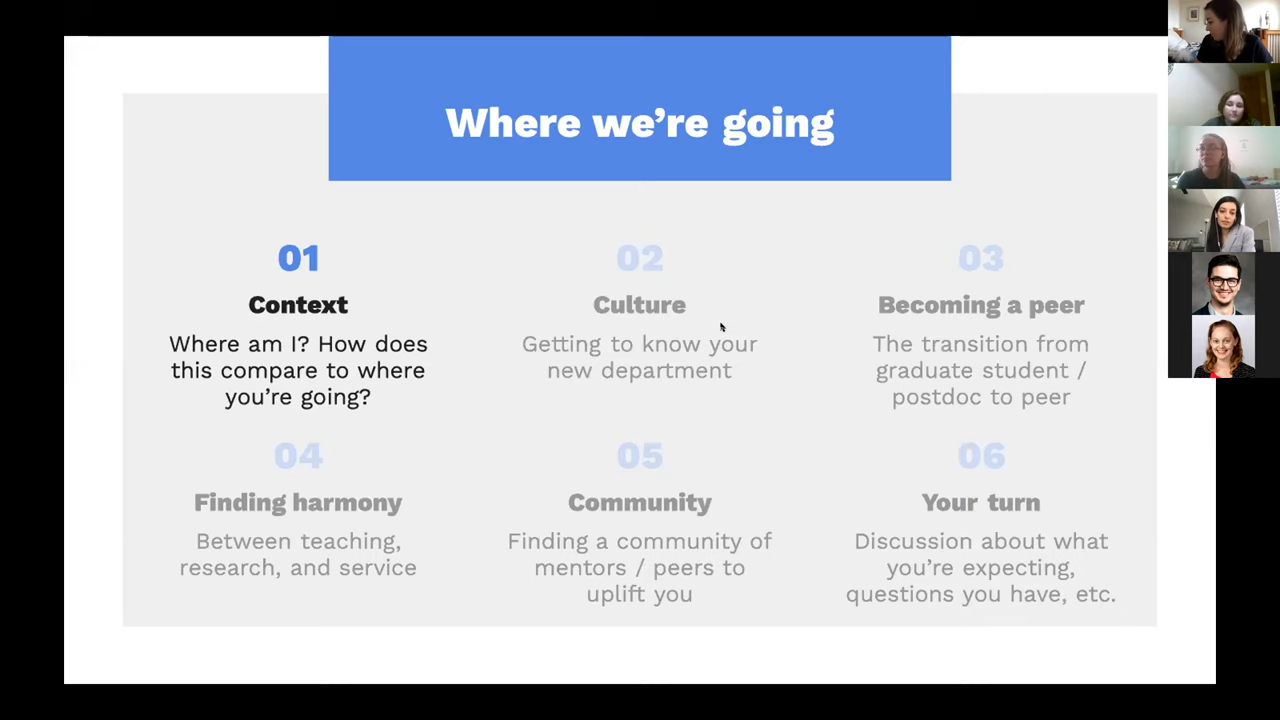 Where we're going
01
Context
Where am I? How does
this compare to where
you're going?
02
Culture
Getting to know your
new department
03
Becoming a peer
The transition from
graduate student /
postdoc to peer
04
Finding harmony
Between teaching,
research, and service
05
Community
Finding a community of
mentors / peers to
uplift you
06
Your turn
Discussion about what
you're expecting,
questions you have, etc.